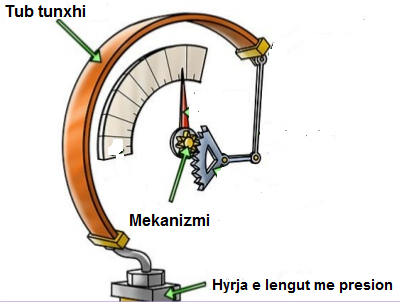 Tub tunxhi
Mekanizmi
Hyrja e lengut me presion